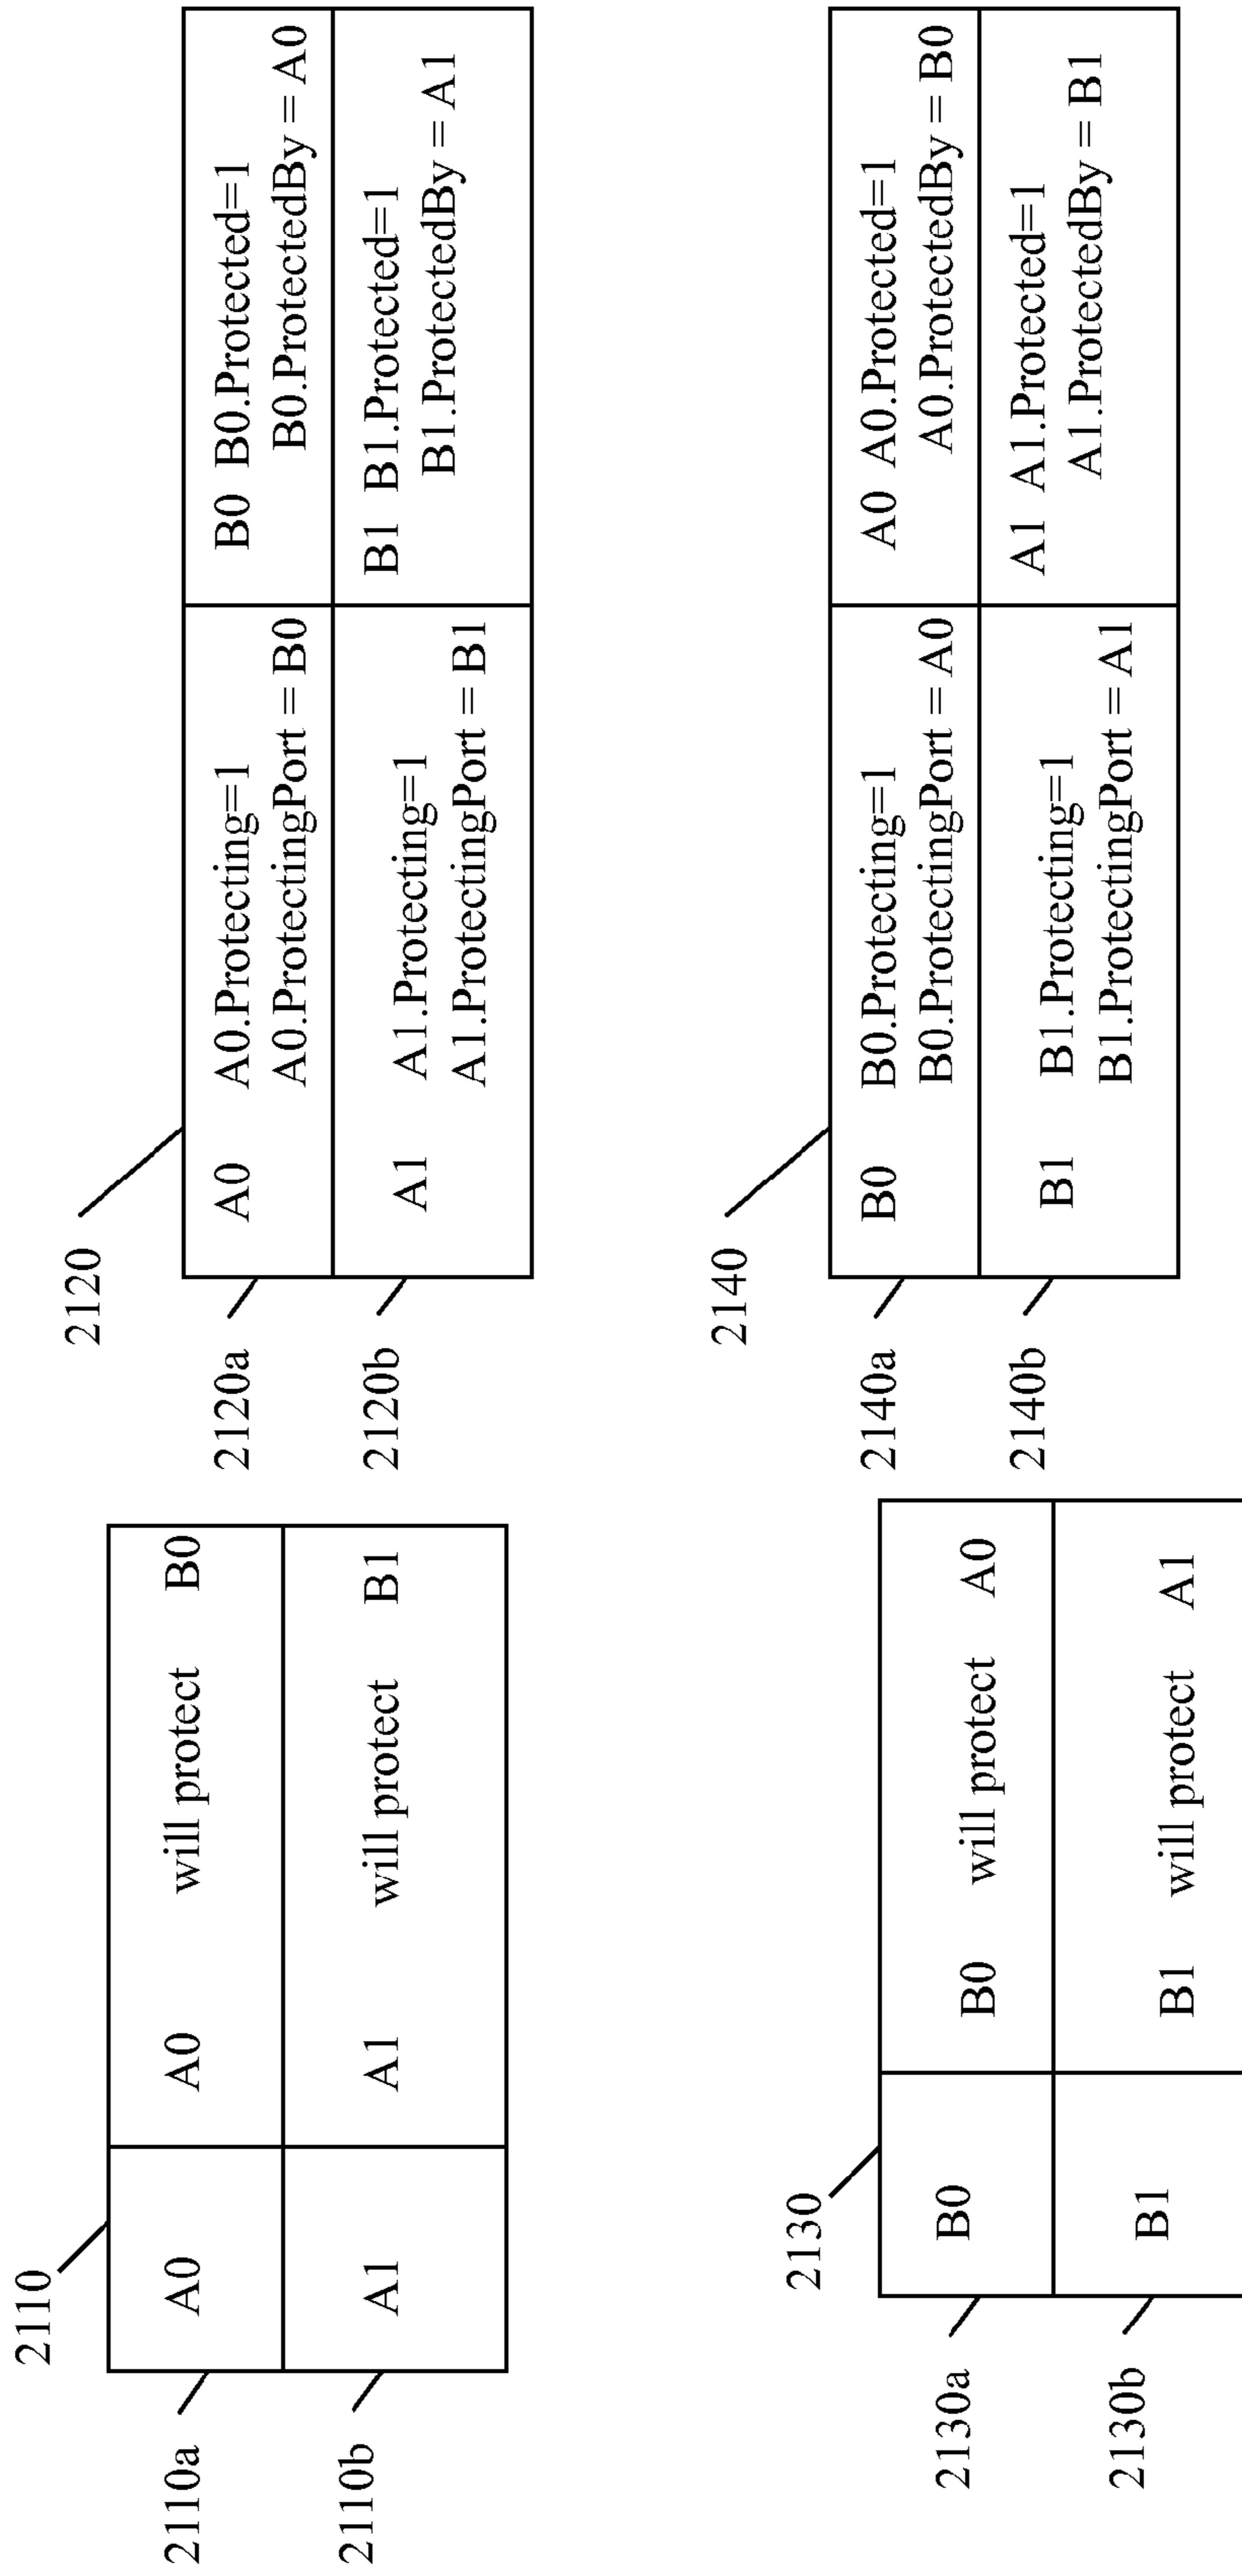 2110
2110a
A0
A0 will protect B0
2110b
A1
A1 will protect B1
2120
2120a
A0 A0.Protecting=1
A0.ProtectingPort = B0
B0 B0.Protected=1
B0.ProtectedBy = A0
2120b
A1 A1.Protecting=1
A1.ProtectingPort = B1
B1 B1.Protected=1
B1.ProtectedBy = A1
2130
2130a
B0
B0 will protect A0
2130b
B1
B1 will protect A1
2140
2140a
B0 B0.Protecting=1
B0.ProtectingPort = A0
A0 A0.Protected=1
A0.ProtectedBy = B0
2140b
B1 B1.Protecting=1
B1.ProtectingPort = A1
A1 A1.Protected=1
A1.ProtectedBy = B1